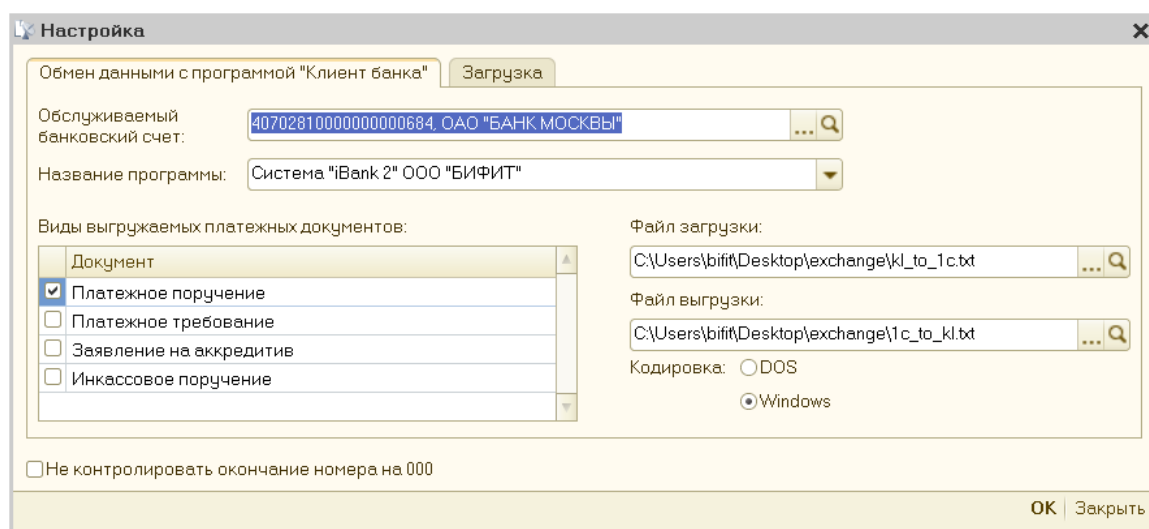 Настройка
Обмен данными с программой "Клиент банка" Загрузка
Обслуживаемый
банковский счет:
40702810000000000684, ОАО "БАНК МОСКВЫ"
Название программы: Система "iBank 2" ООО "БИФИТ"
Виды выгружаемых платежных документов:
Документ
Платежное поручение
Платежное требование
Заявление на аккредитив
Инкассовое поручение
Файл загрузки:
C:\Users\bifit\Desktop\exchange\kl_to_1c.txt
Файл выгрузки:
C:\Users\bifit\Desktop\exchange\1c_to_kl.txt
Кодировка: DOS
Windows
Не контролировать окончание номера на 000
OK Закрыть